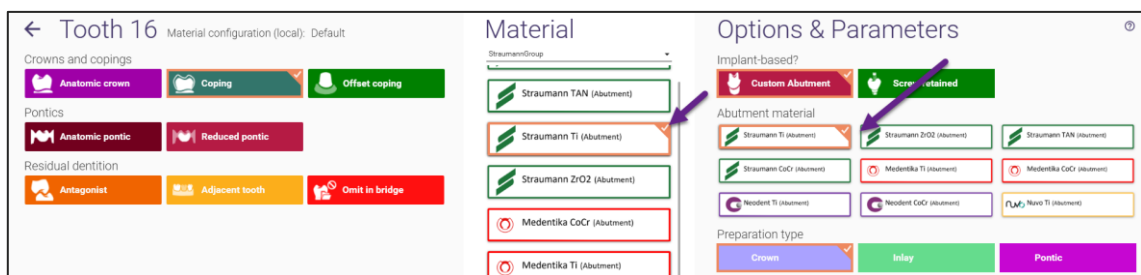 Tooth 16 Material configuration (local): Default
Crowns and copings
Anatomic crown
Coping
Offset coping
Pontics
Anatomic pontic
Reduced pontic
Residual dentition
Antagonist
Adjacent tooth
Omit in bridge
Material
StraumannGroup
Straumann TAN (Abutment)
Straumann Ti (Abutment)
Straumann ZrO2 (Abutment)
Medentika CoCr (Abutment)
Medentika Ti (Abutment)
Options & Parameters
Implant-based?
Custom Abutment
Abutment material
Straumann Ti (Abutment)
Straumann ZrO2 (Abutment)
Straumann TAN (Abutment)
Straumann CoCr (Abutment)
Medentika Ti (Abutment)
Medentika CoCr (Abutment)
Neodent Ti (Abutment)
Neodent CoCr (Abutment)
Nuvo Ti (Abutment)
Preparation type
Crown
Inlay
Pontic